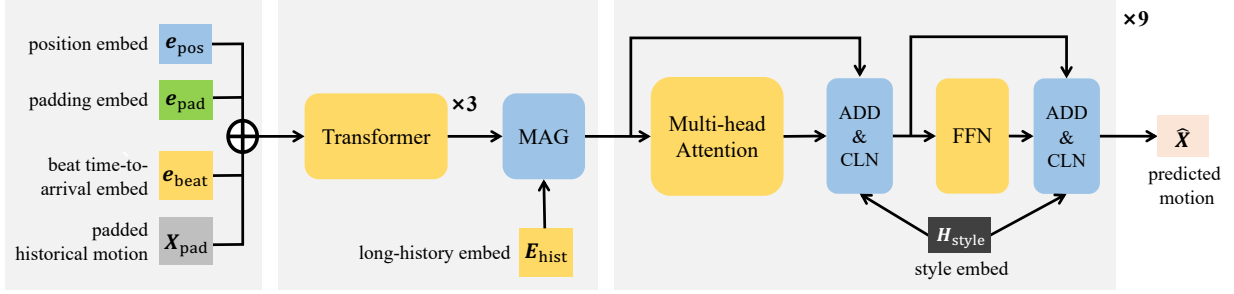 position embed
e_pos
padding embed
e_pad
beat time-to-
arrival embed
e_beat
padded
historical motion
X_pad
Transformer
×3
MAG
long-history embed
E_hist
Multi-head
Attention
ADD
&
CLN
FFN
ADD
&
CLN
×9
H_style
style embed
X̂
predicted
motion